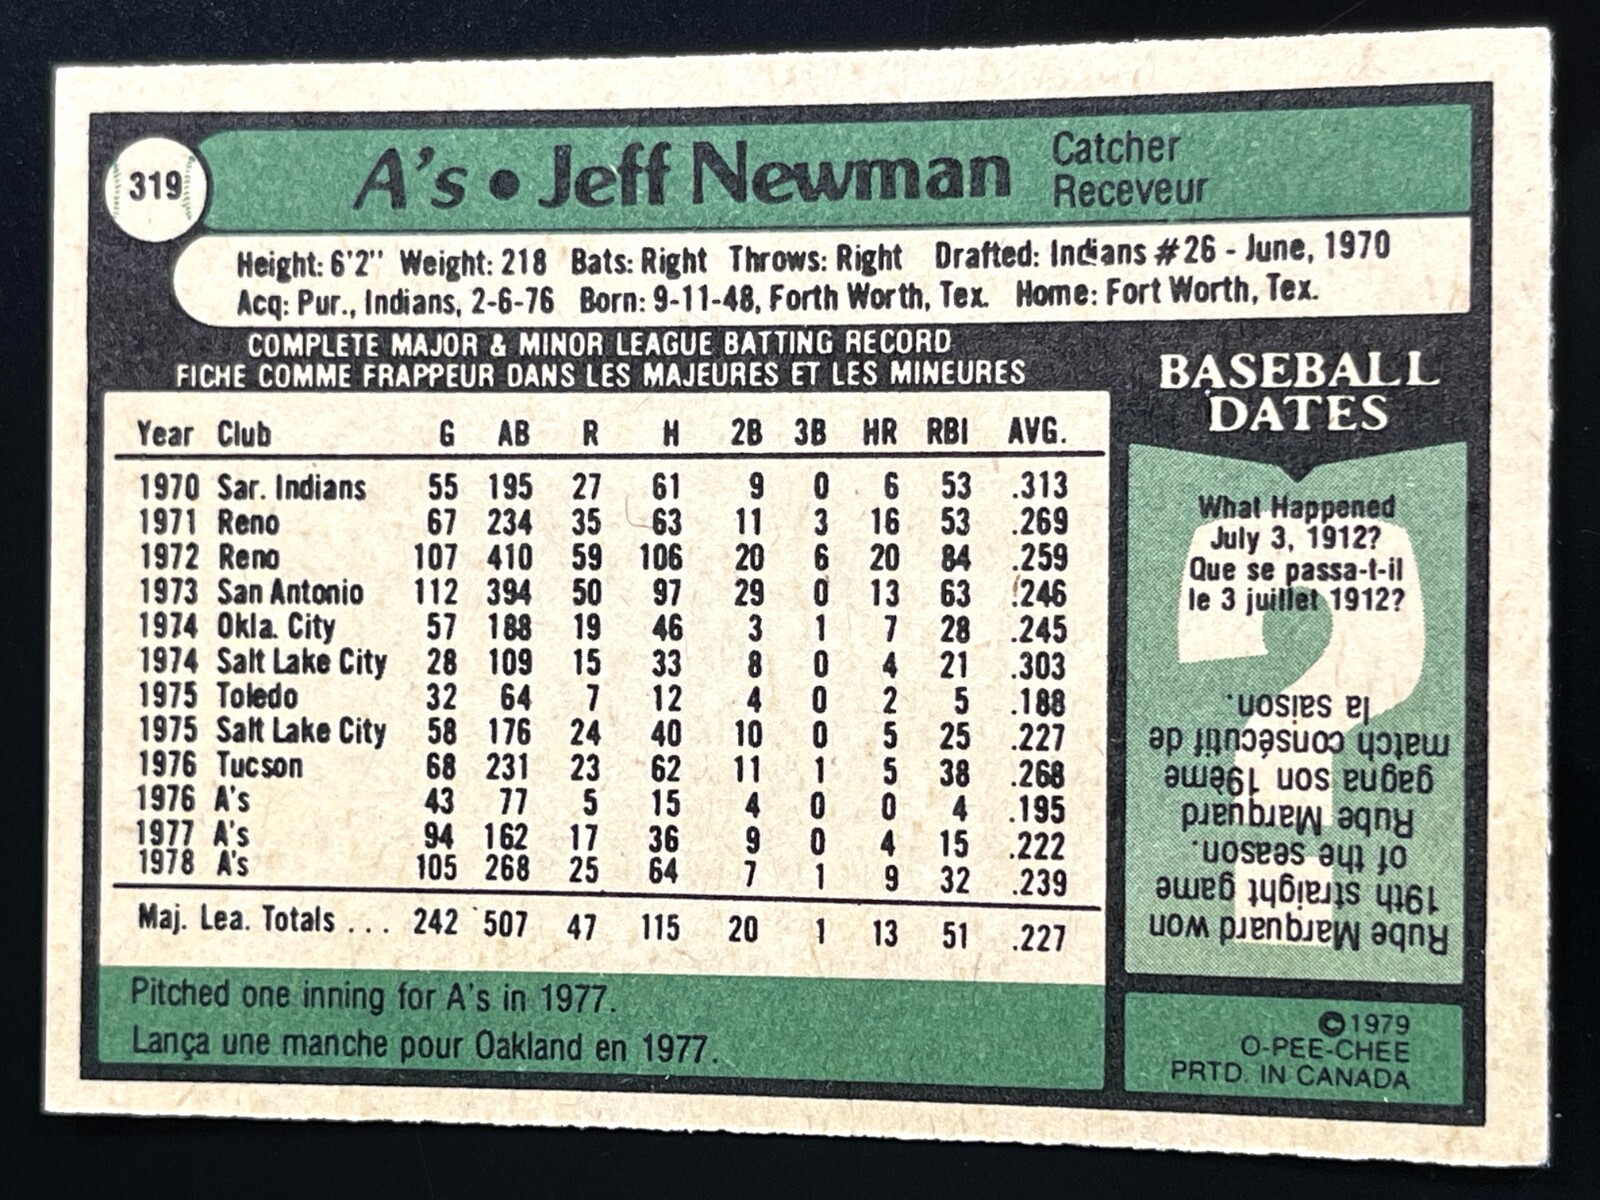 319
A's • Jeff Newman
Catcher
Receveur
Height: 6'2" Weight: 218 Bats: Right Throws: Right Drafted: Indians #26 - June, 1970
Acq: Pur., Indians, 2-6-76 Born: 9-11-48, Forth Worth, Tex. Home: Fort Worth, Tex.
COMPLETE MAJOR & MINOR LEAGUE BATTING RECORD
FICHE COMME FRAPPEUR DANS LES MAJEURES ET LES MINEURES
Year Club G AB R H 2B 3B HR RBI AVG.
1970 Sar. Indians 55 195 27 61 9 0 6 53 .313
1971 Reno 67 234 35 63 11 3 16 53 .269
1972 Reno 107 410 59 106 20 6 20 84 .259
1973 San Antonio 112 394 50 97 29 0 13 63 .246
1974 Okla. City 57 188 19 46 3 1 7 28 .245
1974 Salt Lake City 28 109 15 33 8 0 4 21 .303
1975 Toledo 32 64 7 12 4 0 2 5 .188
1975 Salt Lake City 58 176 24 40 10 0 5 25 .227
1976 Tucson 68 231 23 62 11 1 5 38 .268
1976 A's 43 77 5 15 4 0 0 4 .195
1977 A's 94 162 17 36 9 0 4 15 .222
1978 A's 105 268 25 64 7 1 9 32 .239
Maj. Lea. Totals ... 242 507 47 115 20 1 13 51 .227
Pitched one inning for A's in 1977.
Lança une manche pour Oakland en 1977.
BASEBALL
DATES
What Happened
July 3, 1912?
Que se passa-t-il
le 3 juillet 1912?
Rube Marquard won
19th straight game
of the season.
Rube Marquard
gagna son 19ème
match consécutif de
la saison.
©1979
O-PEE-CHEE
PRTD. IN CANADA